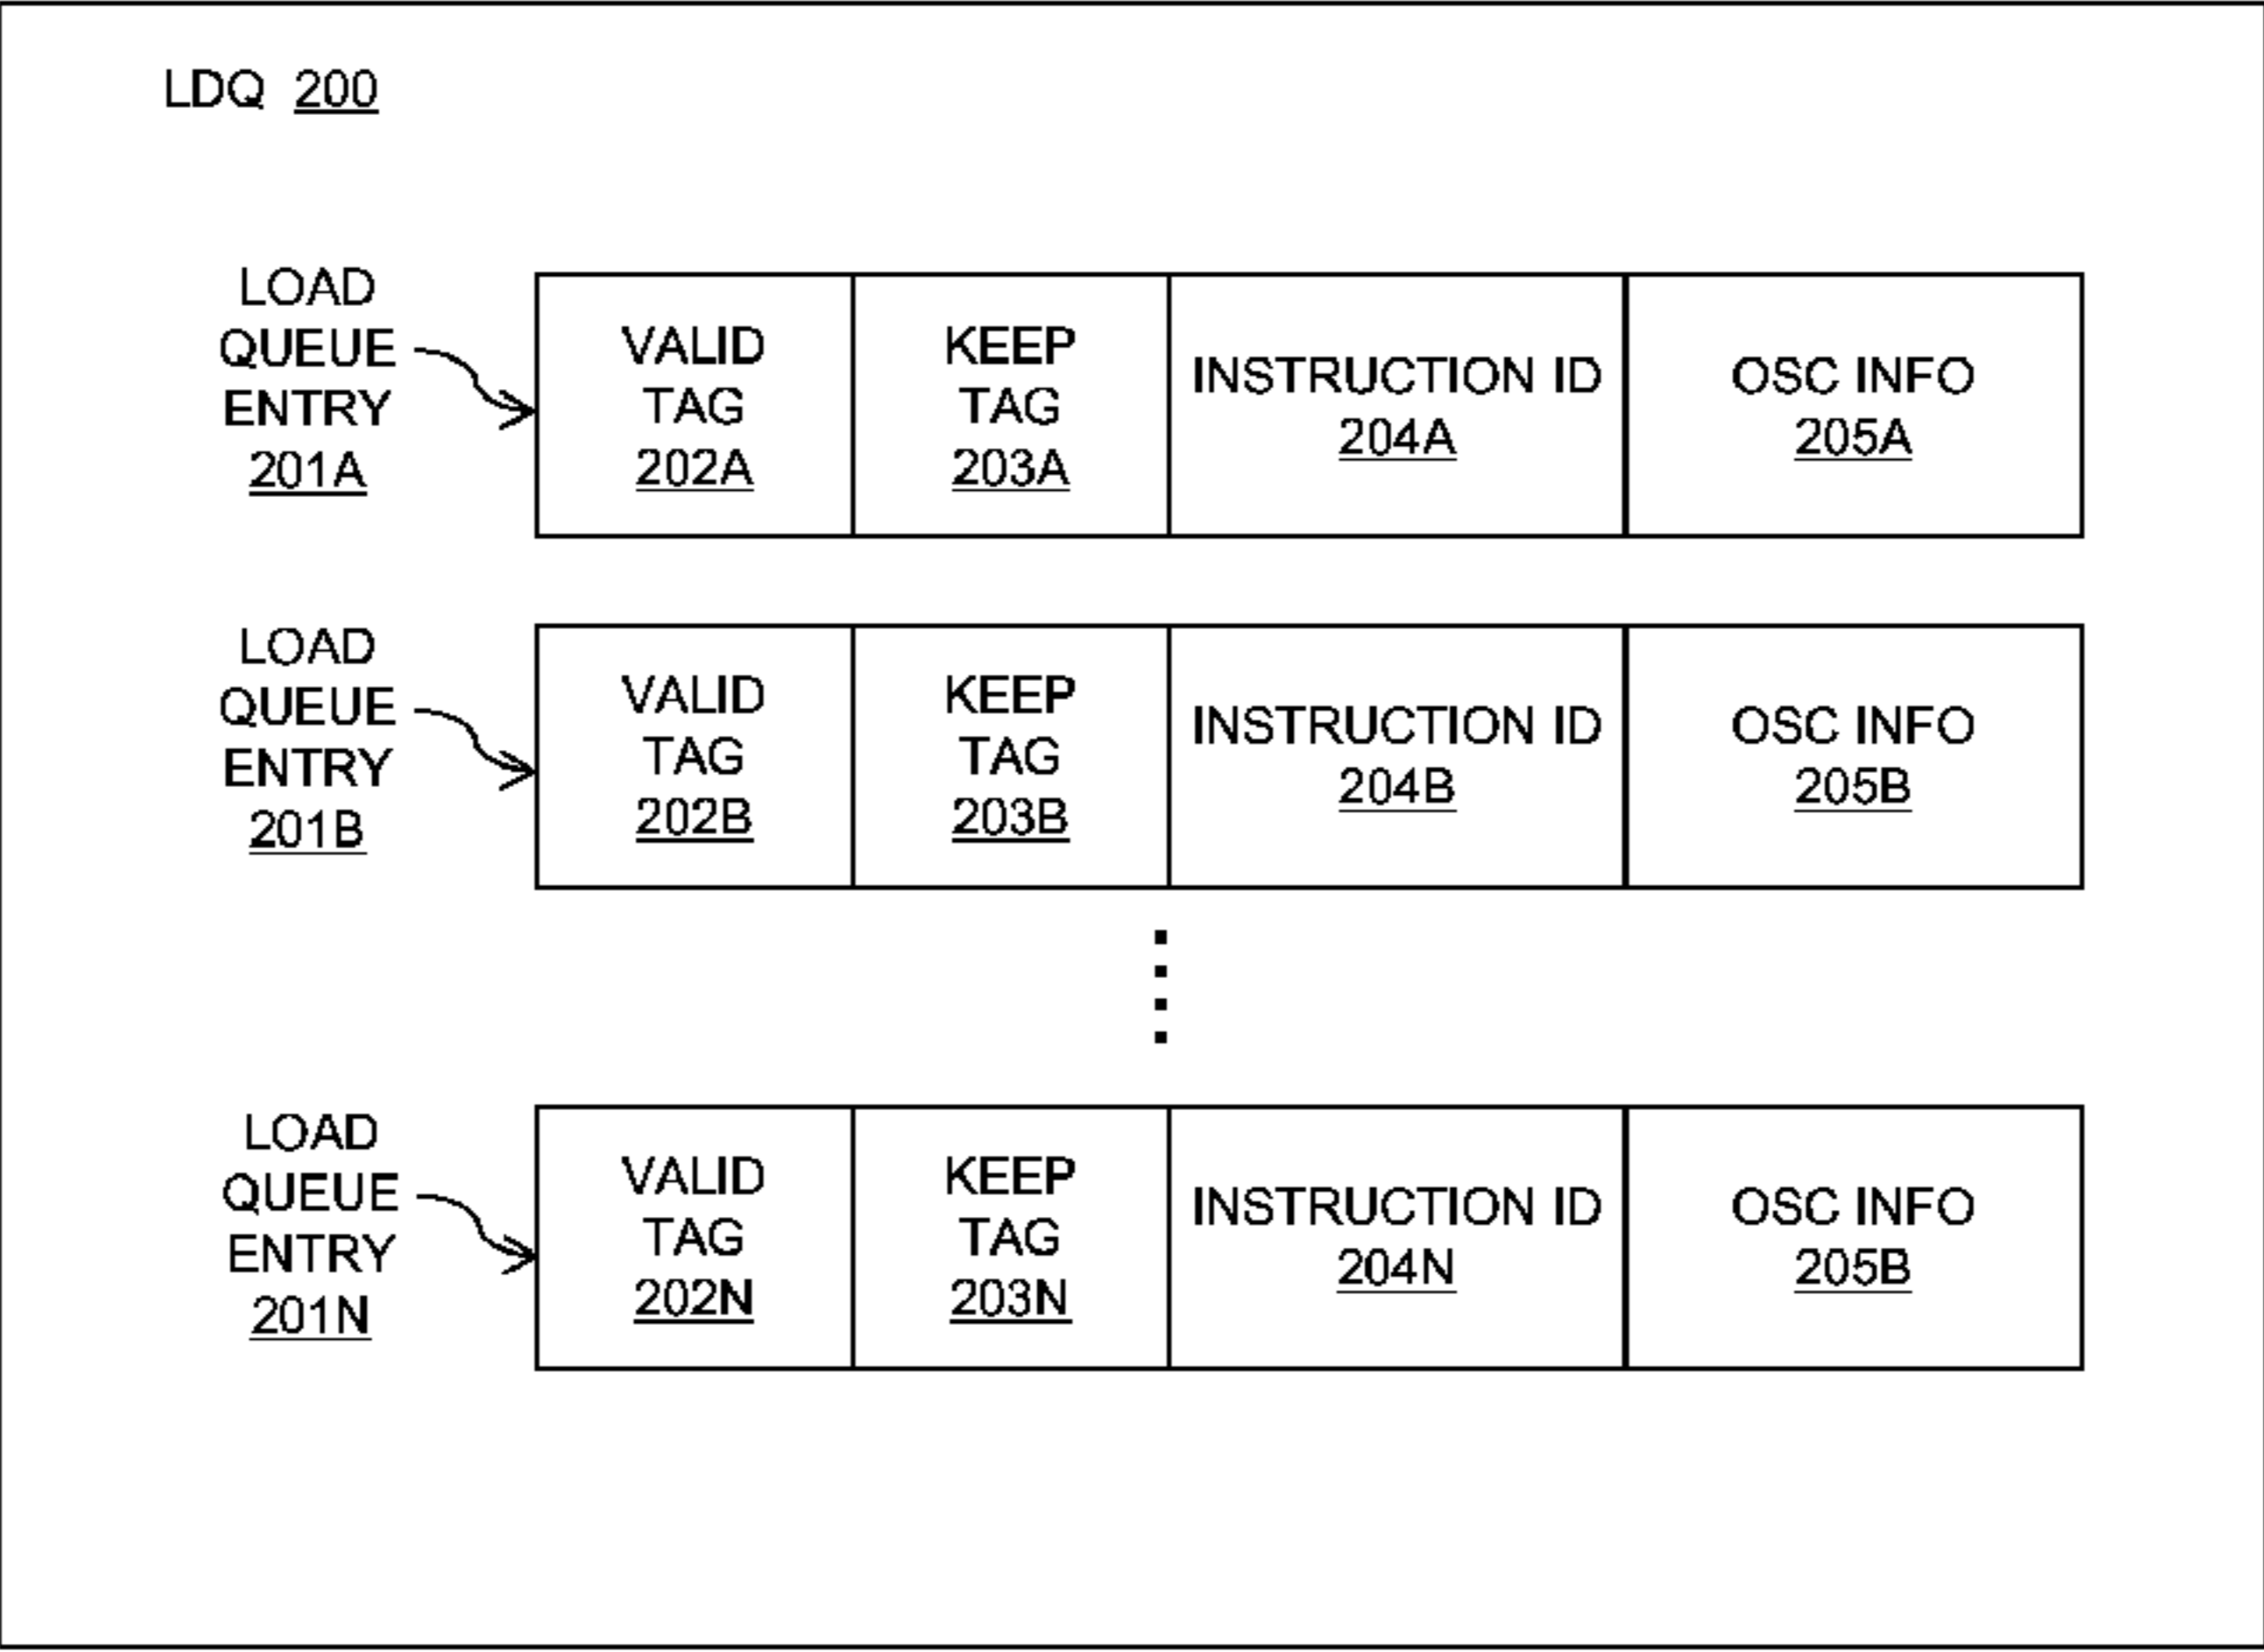 LDQ 200
LOAD
QUEUE
ENTRY
201A
VALID
TAG
202A
KEEP
TAG
203A
INSTRUCTION ID
204A
OSC INFO
205A
LOAD
QUEUE
ENTRY
201B
VALID
TAG
202B
KEEP
TAG
203B
INSTRUCTION ID
204B
OSC INFO
205B
LOAD
QUEUE
ENTRY
201N
VALID
TAG
202N
KEEP
TAG
203N
INSTRUCTION ID
204N
OSC INFO
205B